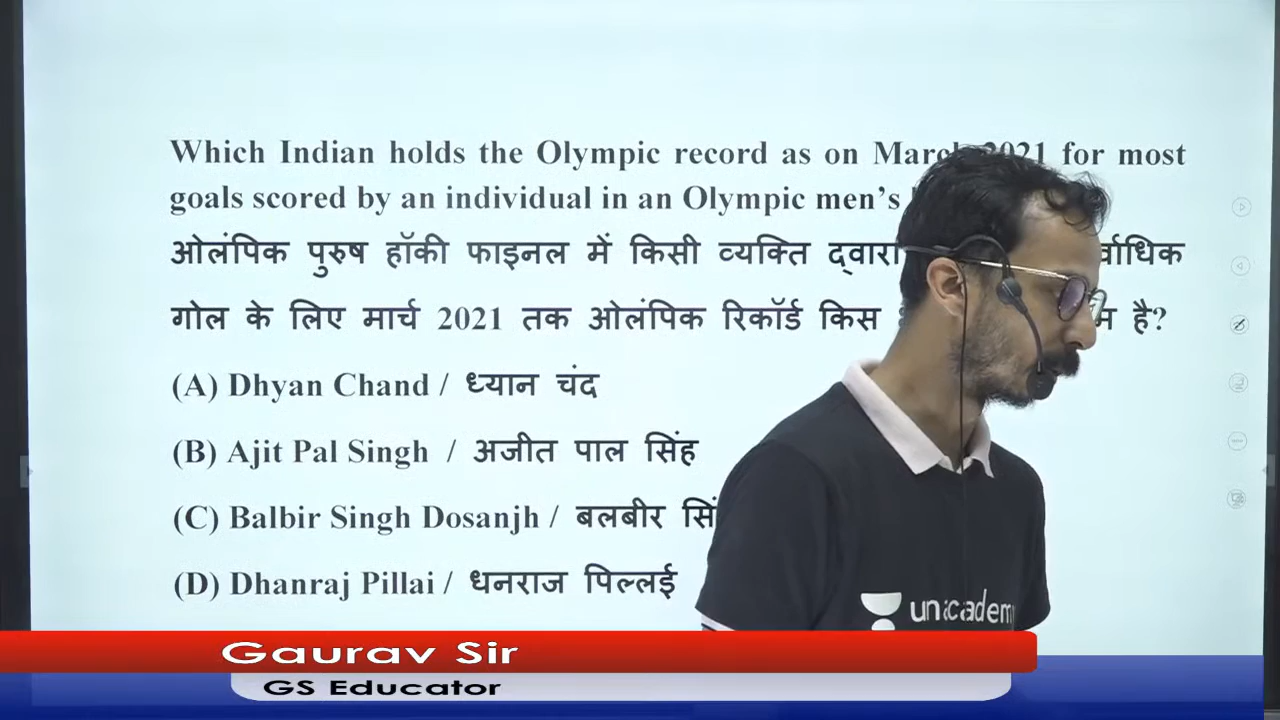 Which Indian holds the Olympic record as on March 2021 for most
goals scored by an individual in an Olympic men's
ओलंपिक पुरुष हॉकी फाइनल में किसी व्यक्ति द्वारा
गोल के लिए मार्च 2021 तक ओलंपिक रिकॉर्ड किस है?
(A) Dhyan Chand / ध्यान चंद
(B) Ajit Pal Singh / अजीत पाल सिंह
(C) Balbir Singh Dosanjh / बलबीर
(D) Dhanraj Pillai / धनराज पिल्लई
unacademy
Gaurav Sir
GS Educator